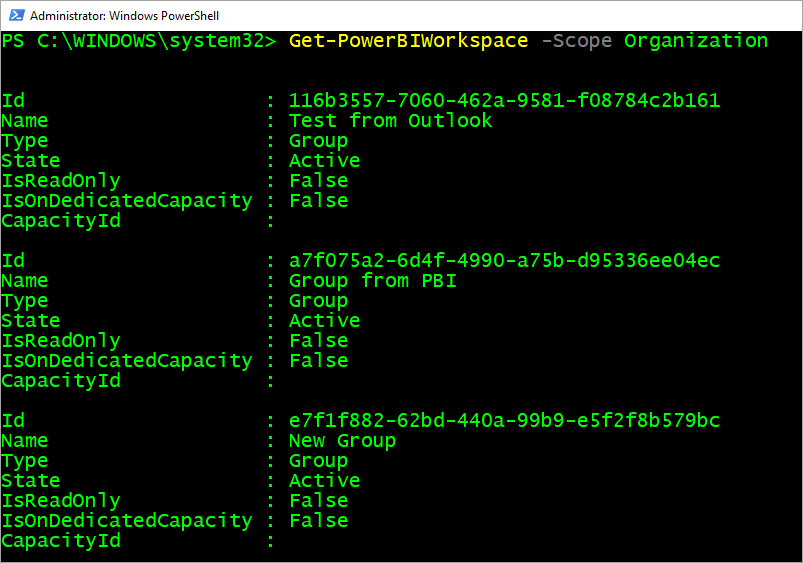 Administrator: Windows PowerShell
PS C:\WINDOWS\system32> Get-PowerBIWorkspace -Scope Organization
Id                    : 116b3557-7060-462a-9581-f08784c2b161
Name                  : Test from Outlook
Type                  : Group
State                 : Active
IsReadOnly            : False
IsOnDedicatedCapacity : False
CapacityId            :
Id                    : a7f075a2-6d4f-4990-a75b-d95336ee04ec
Name                  : Group from PBI
Type                  : Group
State                 : Active
IsReadOnly            : False
IsOnDedicatedCapacity : False
CapacityId            :
Id                    : e7f1f882-62bd-440a-99b9-e5f2f8b579bc
Name                  : New Group
Type                  : Group
State                 : Active
IsReadOnly            : False
IsOnDedicatedCapacity : False
CapacityId            :